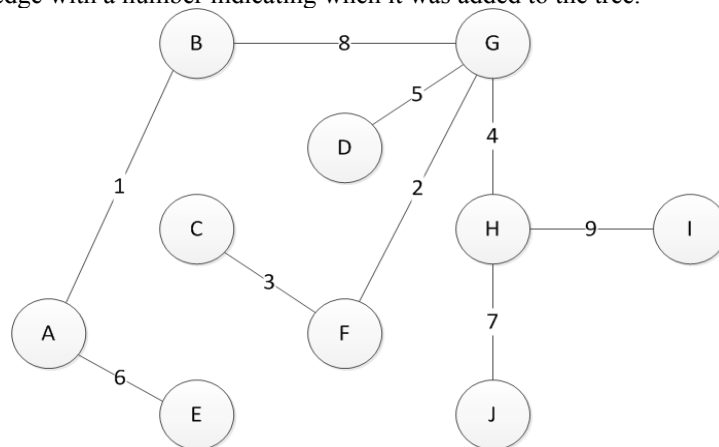 edge with a number indicating when it was added to the tree.
B 8 G
5
D
4
1 2
C H 9 I
3
A F 7
6
E J